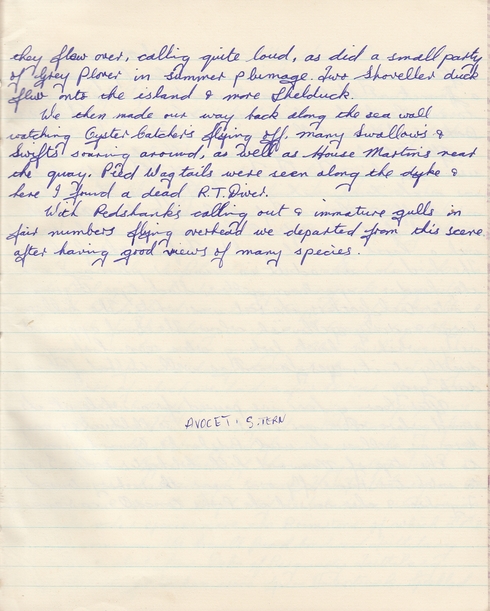 they flew over, calling quite loud, as did a small party
of Grey Plover in summer plumage. Two Shoveller duck
flew onto the island & more Shelduck.
We then made our way back along the sea wall
watching Oyster-Catchers flying off. many Swallows &
Swifts soaring around, as well as House Martins near
the quay. Pied Wagtails were seen along the dyke &
here I found a dead R.T. Diver.
With Redshanks calling out & immature gulls in
fair numbers flying overhead we departed from this scene
after having good views of many species.
AVOCET. S. TERN